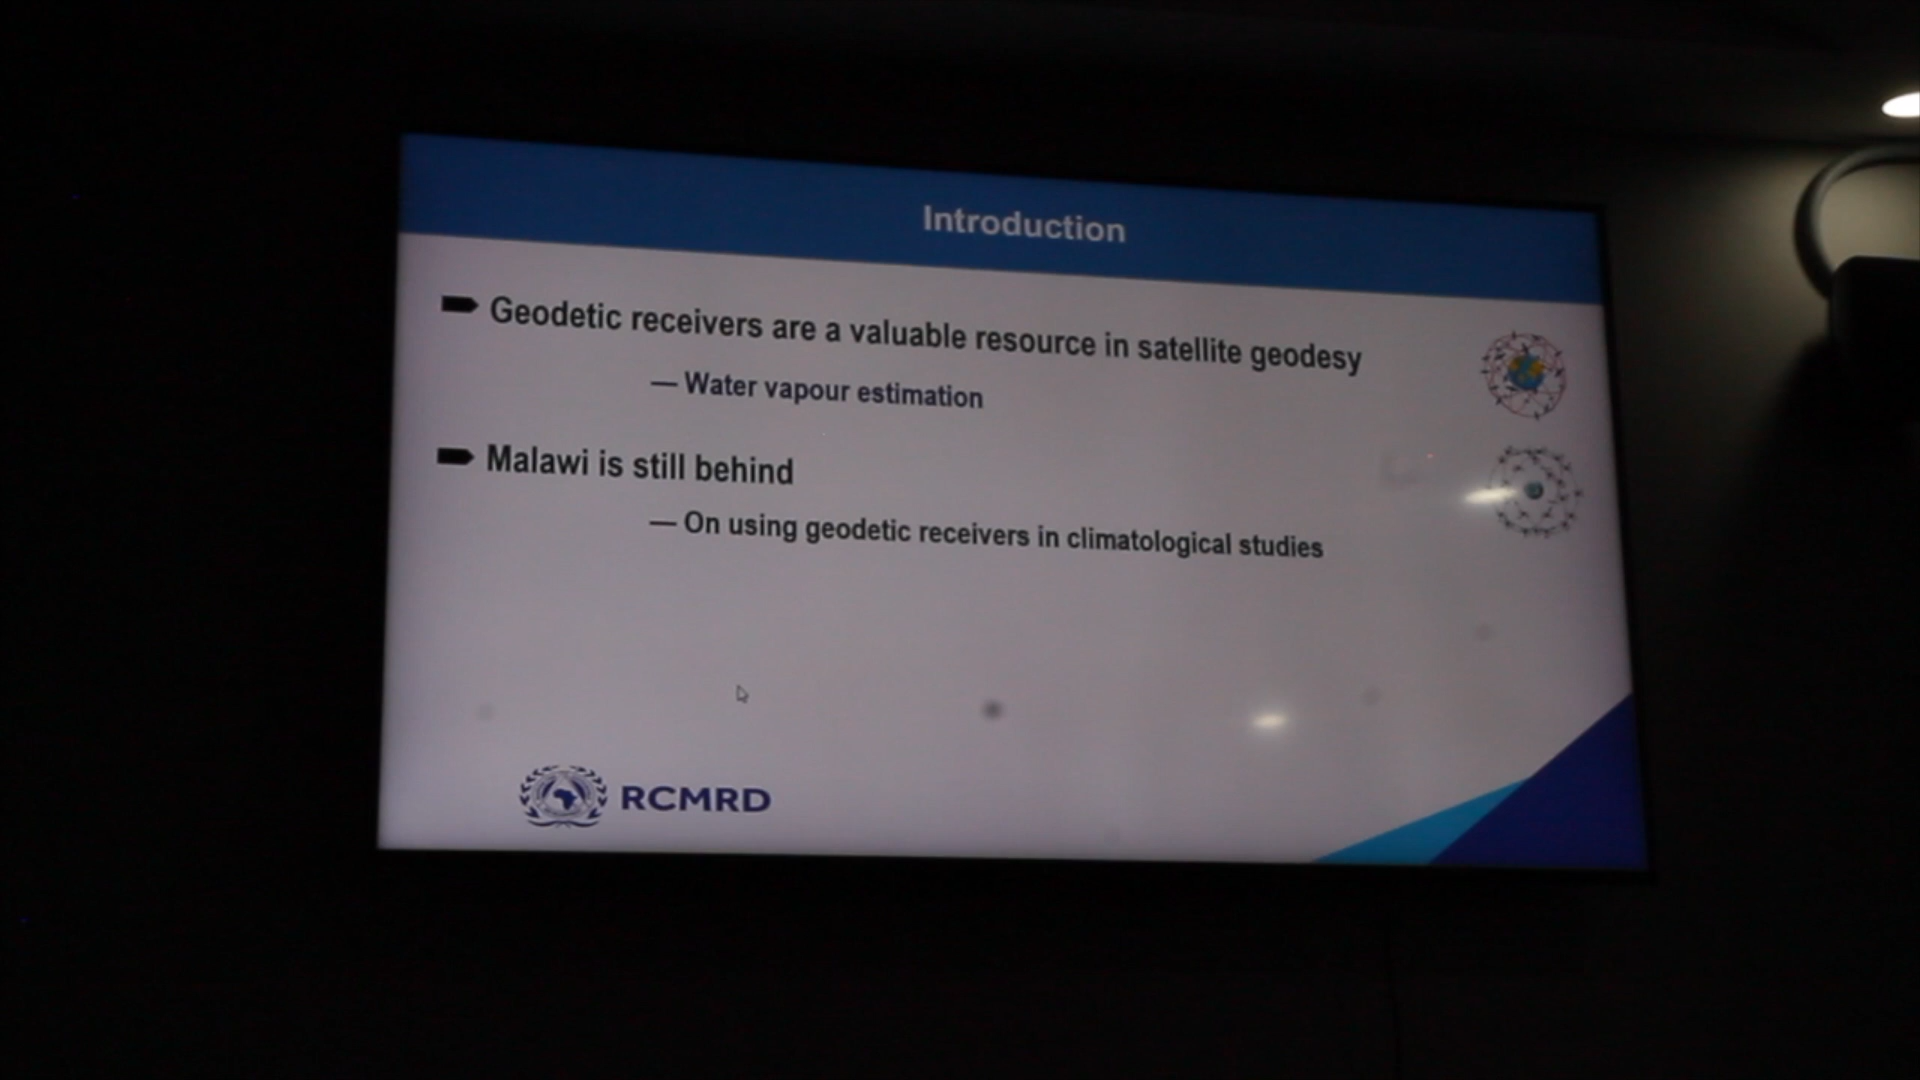 Introduction
Geodetic receivers are a valuable resource in satellite geodesy
— Water vapour estimation
Malawi is still behind
— On using geodetic receivers in climatological studies
RCMRD